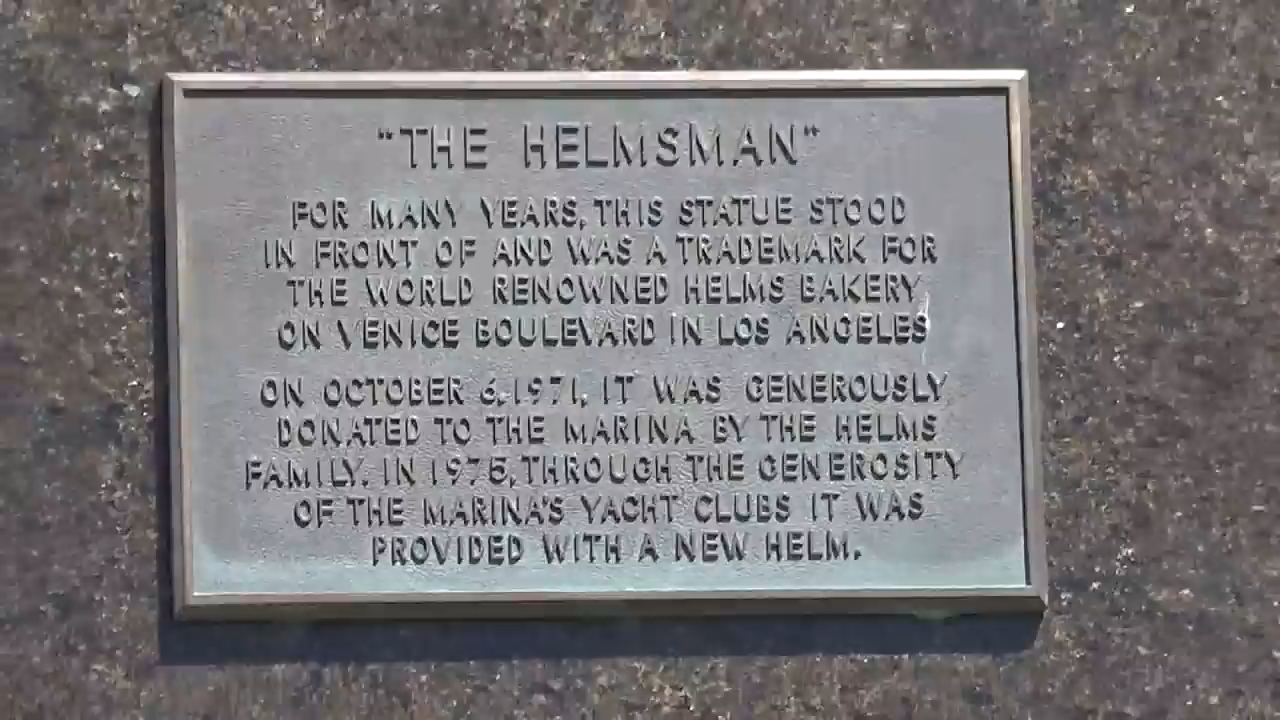 "THE HELMSMAN"
FOR MANY YEARS, THIS STATUE STOOD
IN FRONT OF AND WAS A TRADEMARK FOR
THE WORLD RENOWNED HELMS BAKERY
ON VENICE BOULEVARD IN LOS ANGELES
ON OCTOBER 6, 1971, IT WAS GENEROUSLY
DONATED TO THE MARINA BY THE HELMS
FAMILY. IN 1975, THROUGH THE GENEROSITY
OF THE MARINA'S YACHT CLUBS IT WAS
PROVIDED WITH A NEW HELM.